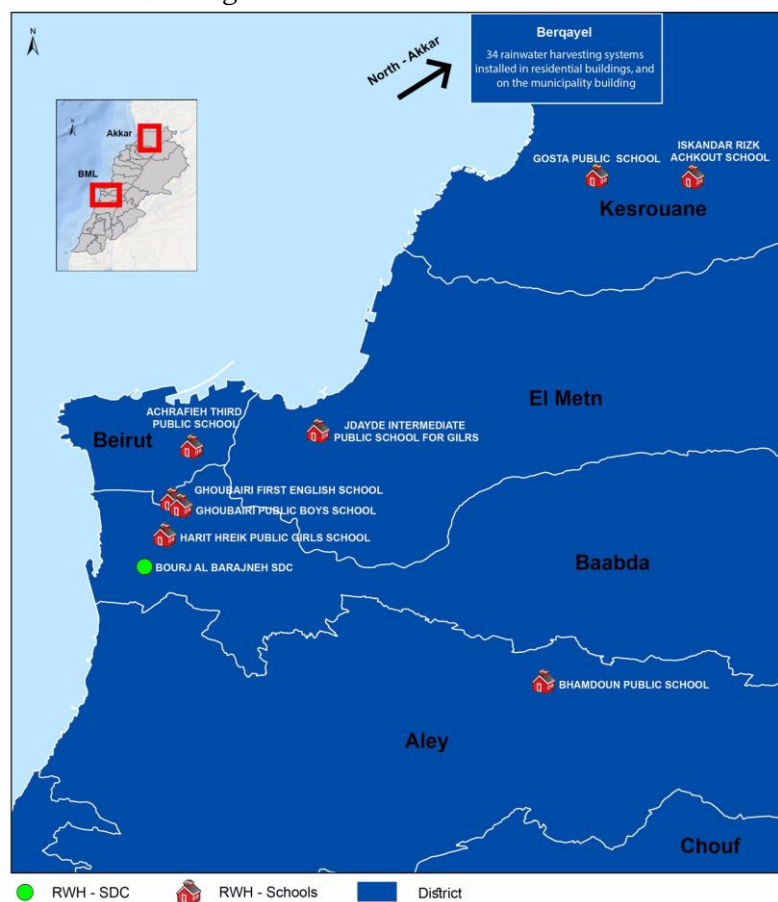 N
Berqayel
34 rainwater harvesting systems
installed in residential buildings, and
on the municipality building
North - Akkar
N
Akkar
BML
GOSTA PUBLIC SCHOOL
ISKANDAR RIZK
ACHKOUT SCHOOL
Kesrouane
El Metn
ACHRAFIEH THIRD
PUBLIC SCHOOL
Beirut
JDAYDE INTERMEDIATE
PUBLIC SCHOOL FOR GILRS
GHOUBAIRI FIRST ENGLISH SCHOOL
GHOUBAIRI PUBLIC BOYS SCHOOL
HARIT HREIK PUBLIC GIRLS SCHOOL
BOURJ AL BARAJNEH SDC
Baabda
BHAMDOUN PUBLIC SCHOOL
Aley
Chouf
RWH - SDC
RWH - Schools
District